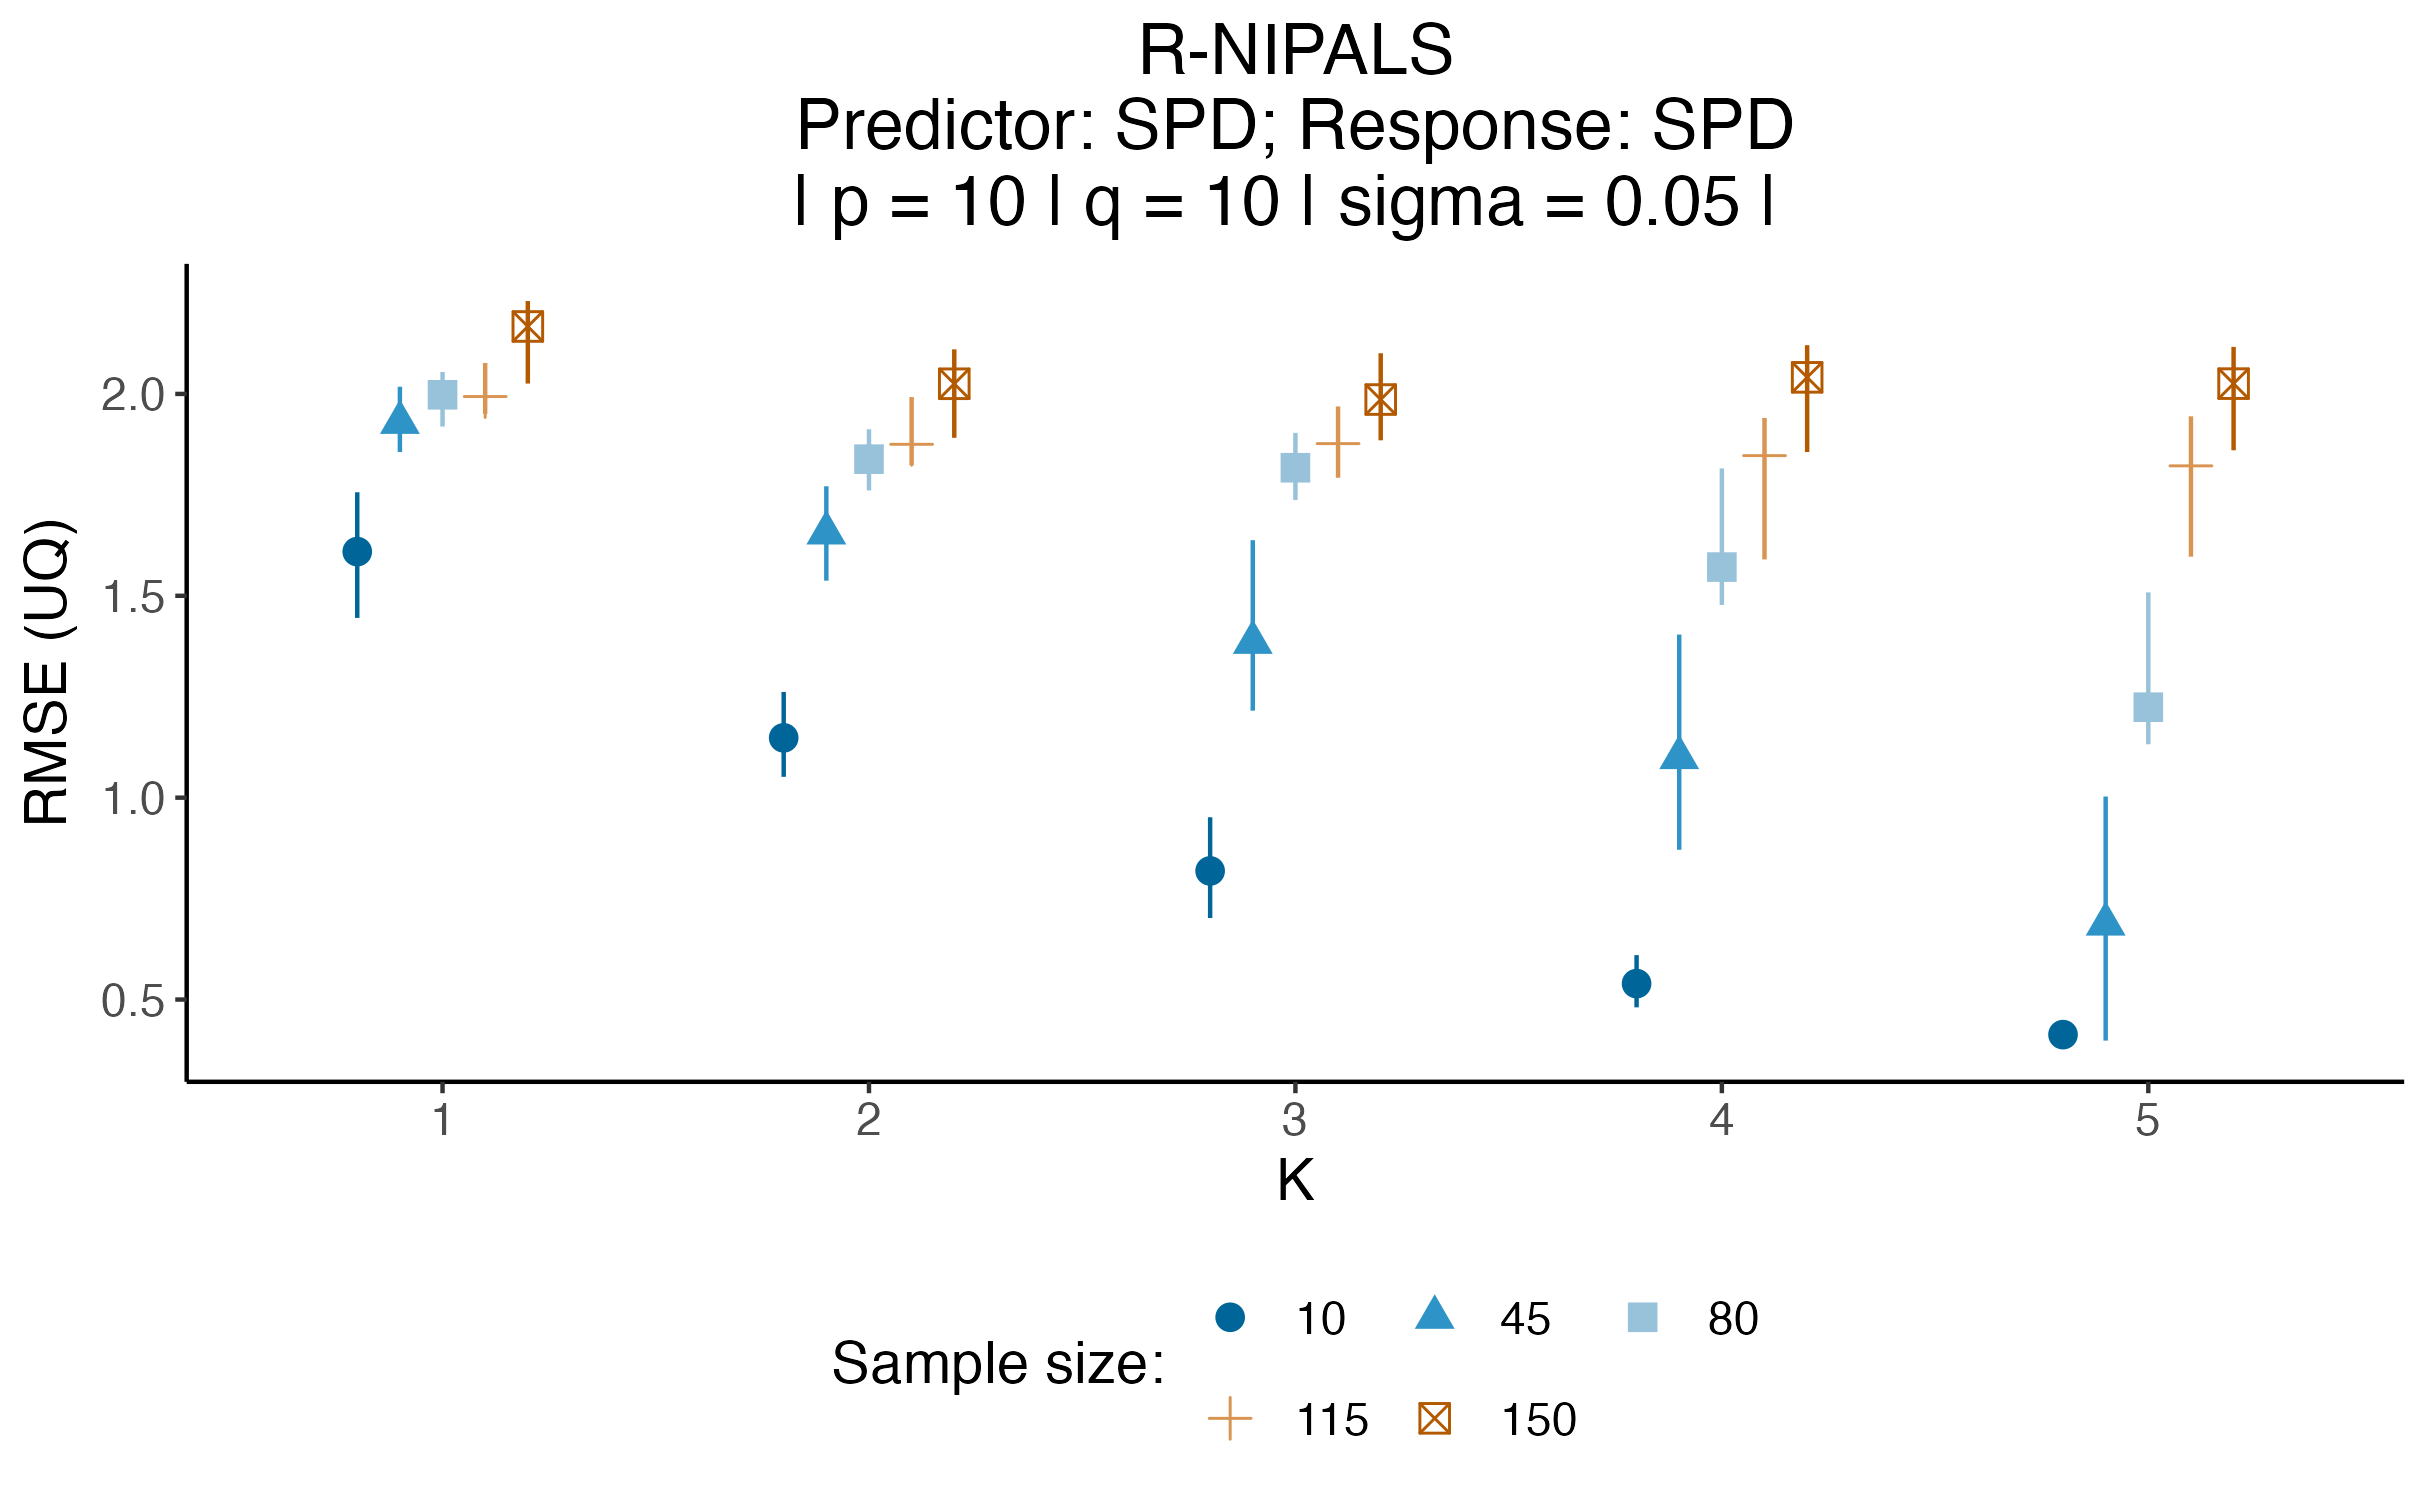 R-NIPALS
Predictor: SPD; Response: SPD
| p = 10 | q = 10 | sigma = 0.05 |
RMSE (UQ)
2.0
1.5
1.0
0.5
1 2 3 4 5
K
Sample size:
10 45 80
115 150